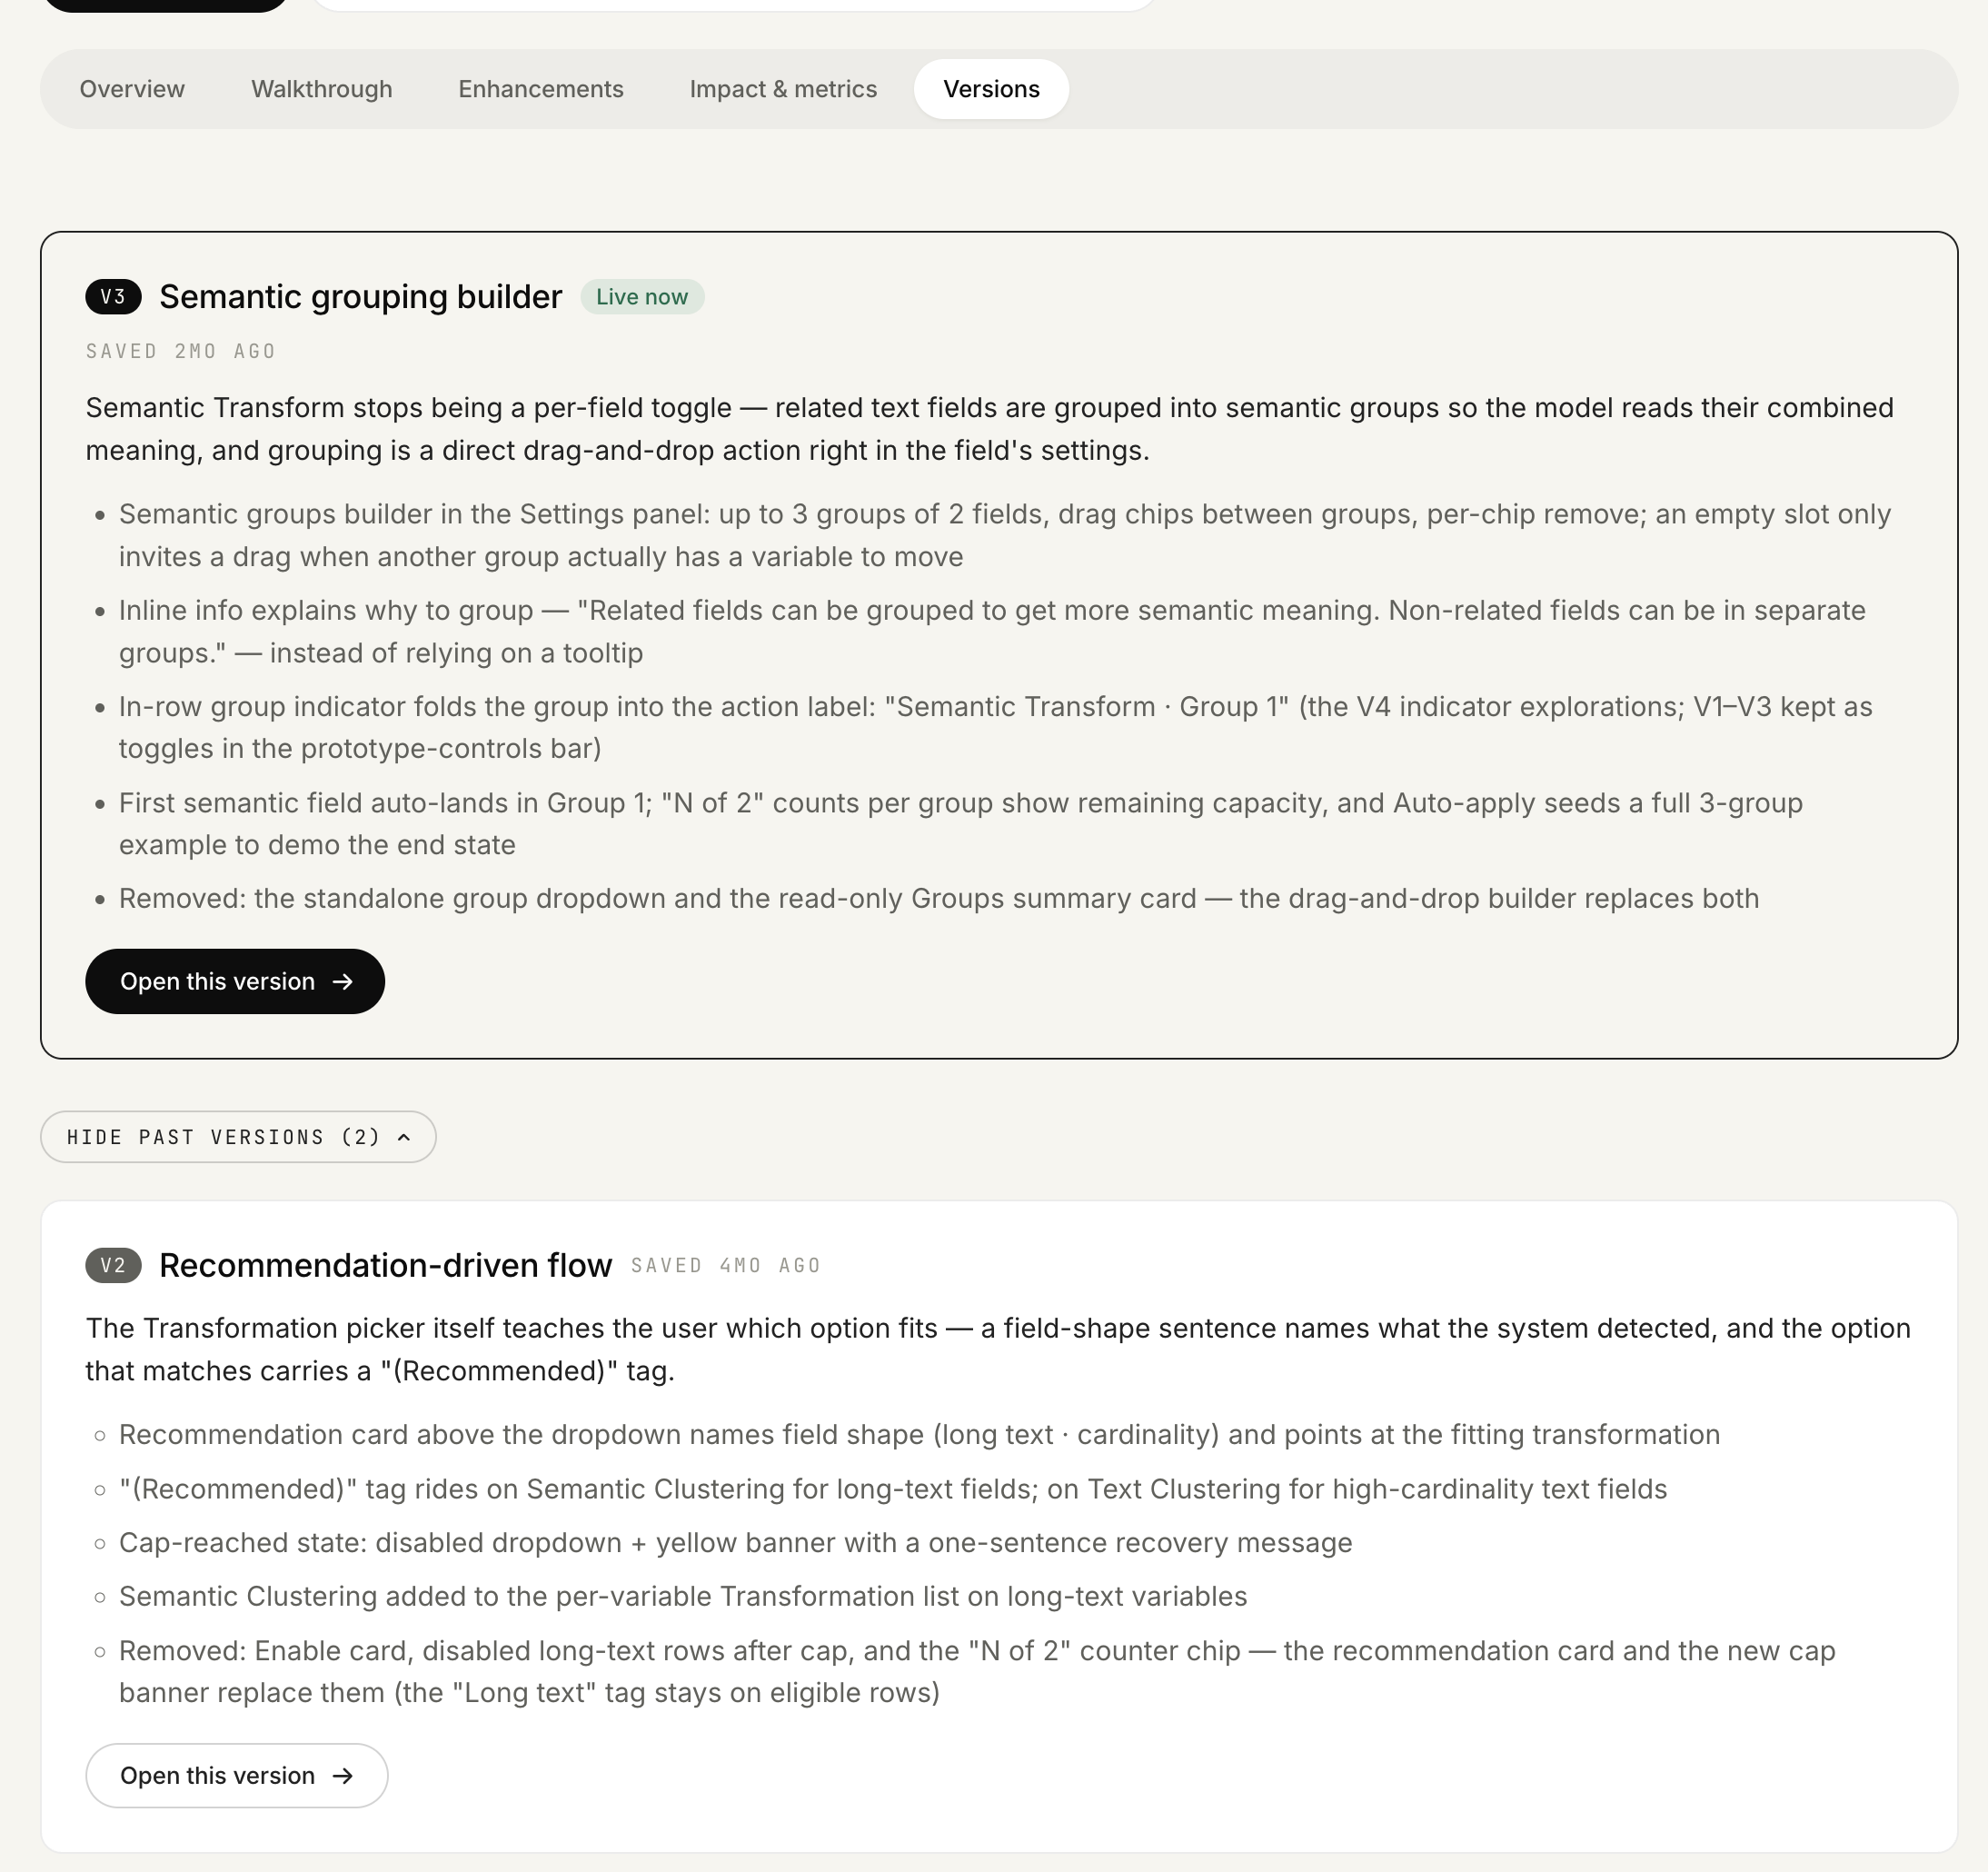 Overview Walkthrough Enhancements Impact & metrics Versions
V3 Semantic grouping builder Live now
SAVED 2MO AGO
Semantic Transform stops being a per-field toggle — related text fields are grouped into semantic groups so the model reads their combined
meaning, and grouping is a direct drag-and-drop action right in the field's settings.
• Semantic groups builder in the Settings panel: up to 3 groups of 2 fields, drag chips between groups, per-chip remove; an empty slot only
invites a drag when another group actually has a variable to move
• Inline info explains why to group — "Related fields can be grouped to get more semantic meaning. Non-related fields can be in separate
groups." — instead of relying on a tooltip
• In-row group indicator folds the group into the action label: "Semantic Transform · Group 1" (the V4 indicator explorations; V1–V3 kept as
toggles in the prototype-controls bar)
• First semantic field auto-lands in Group 1; "N of 2" counts per group show remaining capacity, and Auto-apply seeds a full 3-group
example to demo the end state
• Removed: the standalone group dropdown and the read-only Groups summary card — the drag-and-drop builder replaces both
Open this version →
HIDE PAST VERSIONS (2)
V2 Recommendation-driven flow SAVED 4MO AGO
The Transformation picker itself teaches the user which option fits — a field-shape sentence names what the system detected, and the option
that matches carries a "(Recommended)" tag.
◦ Recommendation card above the dropdown names field shape (long text · cardinality) and points at the fitting transformation
◦ "(Recommended)" tag rides on Semantic Clustering for long-text fields; on Text Clustering for high-cardinality text fields
◦ Cap-reached state: disabled dropdown + yellow banner with a one-sentence recovery message
◦ Semantic Clustering added to the per-variable Transformation list on long-text variables
◦ Removed: Enable card, disabled long-text rows after cap, and the "N of 2" counter chip — the recommendation card and the new cap
banner replace them (the "Long text" tag stays on eligible rows)
Open this version →